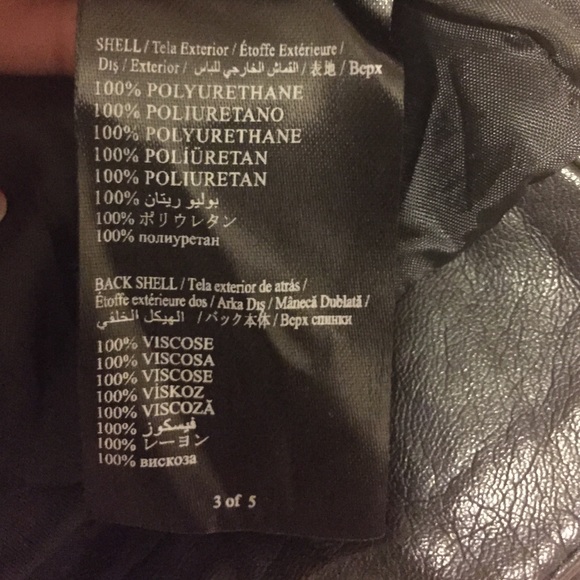 SHELL / Tela Exterior / Étoffe Extérieure /
Dış / Exterior / القماش الخارجي للباس / 表地 / Верх
100% POLYURETHANE
100% POLIURETANO
100% POLYURETHANE
100% POLİÜRETAN
100% POLIURETAN
100% بوليو ريتان
100% ポリウレタン
100% полиуретан
BACK SHELL / Tela exterior de atrás /
Étoffe extérieure dos / Arka Dış / Mânecă Dublată /
الهيكل الخلفي / バック本体 / Верх спинки
100% VISCOSE
100% VISCOSA
100% VISCOSE
100% VİSKOZ
100% VISCOZĂ
100% فيسكوز
100% レーヨン
100% вискоза
3 of 5